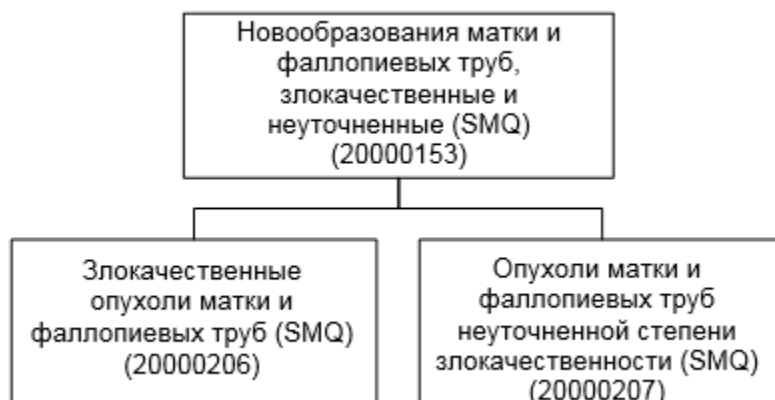 Новообразования матки и
фаллопиевых труб,
злокачественные и
неуточненные (SMQ)
(20000153)
Злокачественные
опухоли матки и
фаллопиевых труб (SMQ)
(20000206)
Опухоли матки и
фаллопиевых труб
неуточненной степени
злокачественности (SMQ)
(20000207)